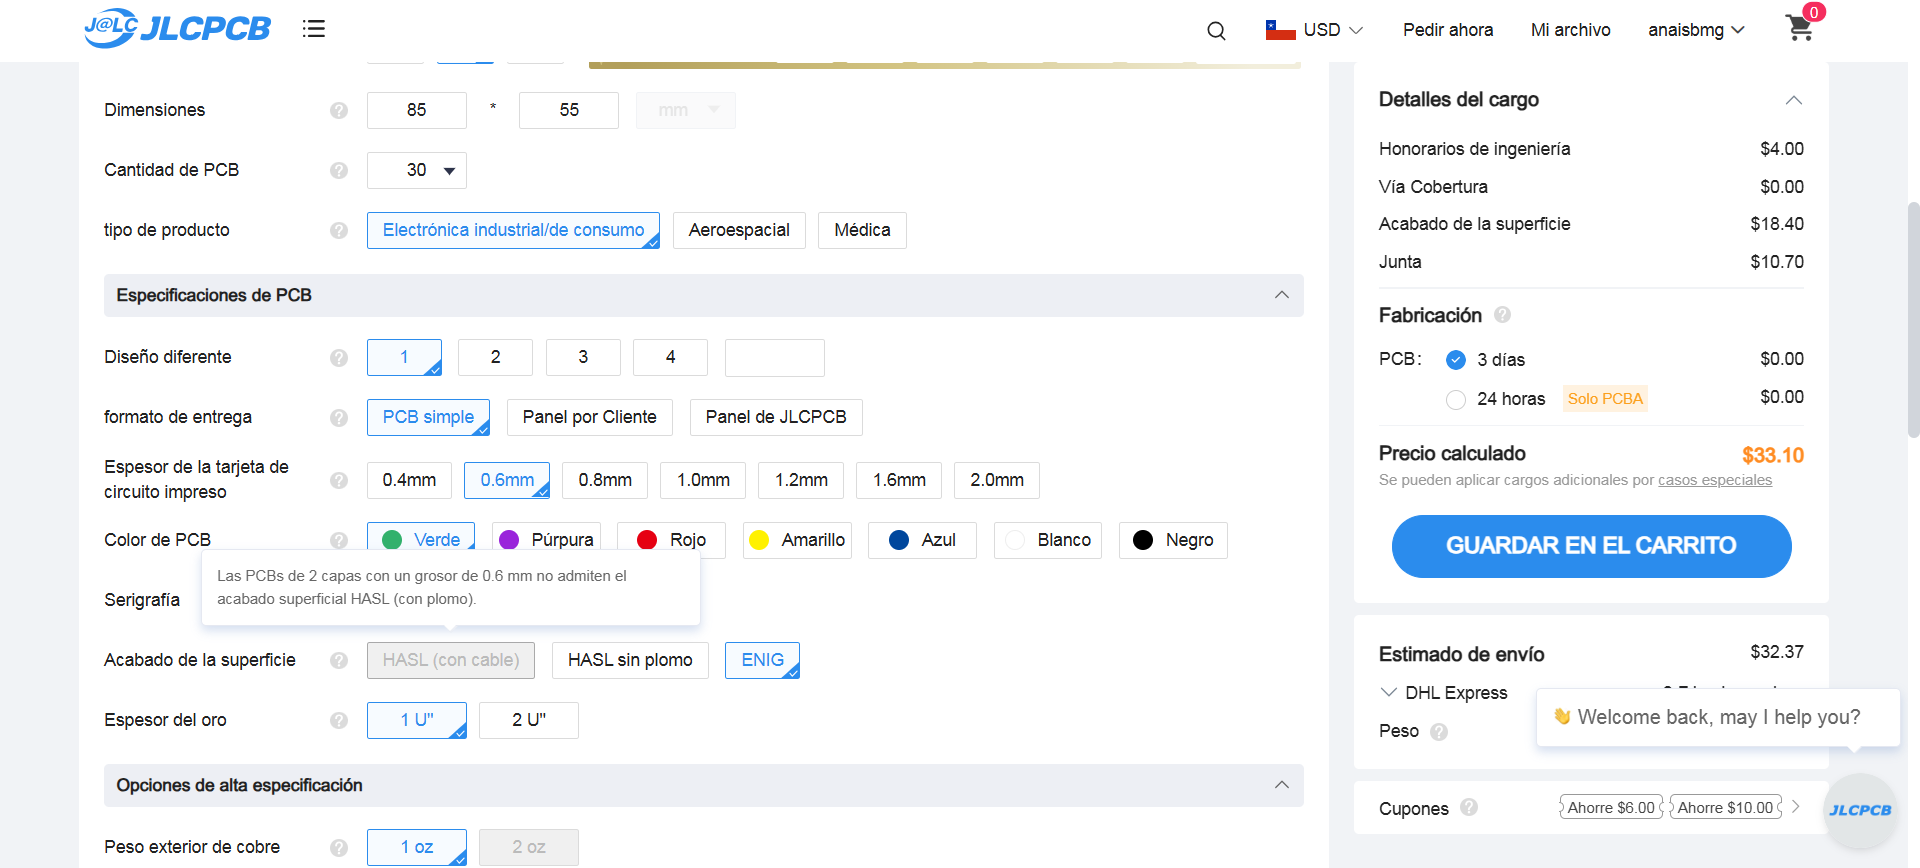 J@LC JLCPCB
USD
Pedir ahora
Mi archivo
anaisbmg
0
Dimensiones
85
*
55
mm
Cantidad de PCB
30
tipo de producto
Electrónica industrial/de consumo
Aeroespacial
Médica
Especificaciones de PCB
Diseño diferente
1
2
3
4
formato de entrega
PCB simple
Panel por Cliente
Panel de JLCPCB
Espesor de la tarjeta de
circuito impreso
0.4mm
0.6mm
0.8mm
1.0mm
1.2mm
1.6mm
2.0mm
Color de PCB
Verde
Púrpura
Rojo
Amarillo
Azul
Blanco
Negro
Las PCBs de 2 capas con un grosor de 0.6 mm no admiten el
acabado superficial HASL (con plomo).
Serigrafía
Acabado de la superficie
HASL (con cable)
HASL sin plomo
ENIG
Espesor del oro
1 U"
2 U"
Opciones de alta especificación
Peso exterior de cobre
1 oz
2 oz
Detalles del cargo
Honorarios de ingeniería
$4.00
Vía Cobertura
$0.00
Acabado de la superficie
$18.40
Junta
$10.70
Fabricación
PCB:
3 días
$0.00
24 horas
Solo PCBA
$0.00
Precio calculado
$33.10
Se pueden aplicar cargos adicionales por casos especiales
GUARDAR EN EL CARRITO
Estimado de envío
$32.37
DHL Express
Peso
👋 Welcome back, may I help you?
Cupones
Ahorre $6.00
Ahorre $10.00
JLCPCB